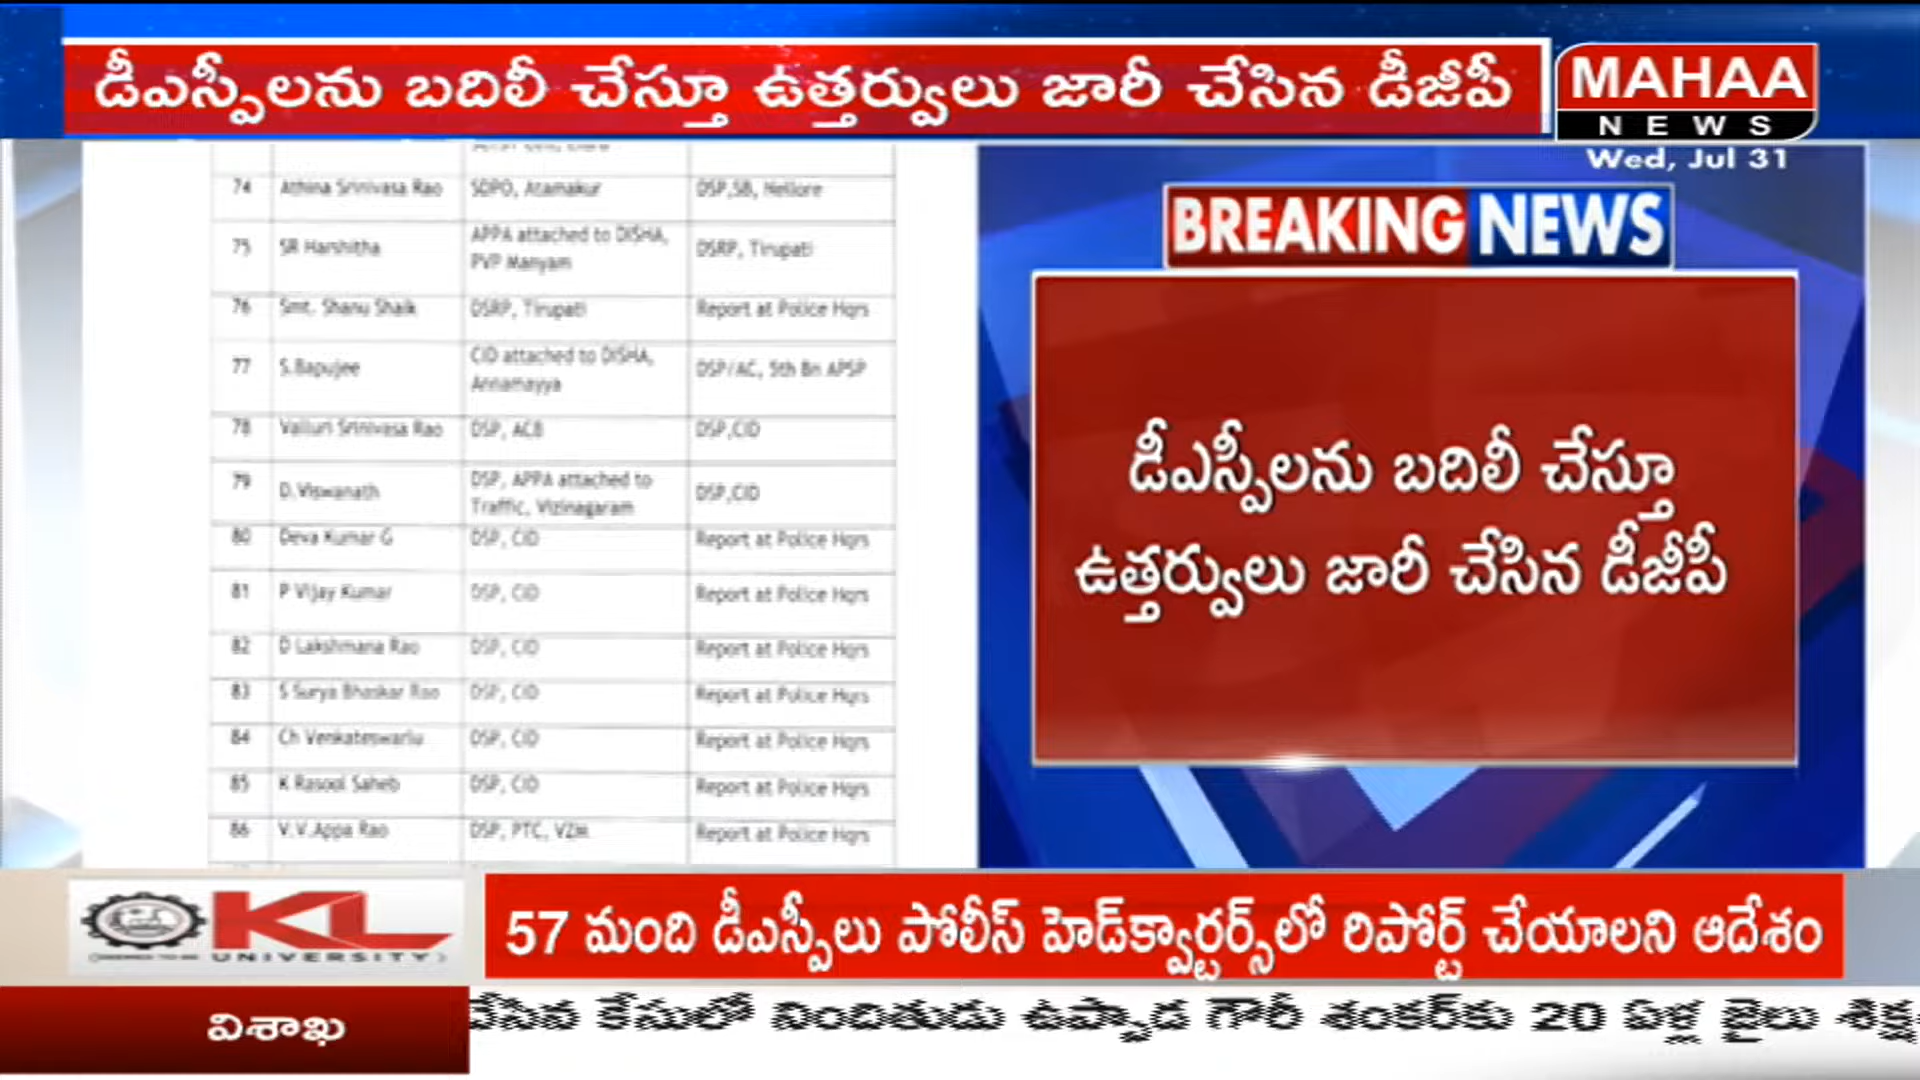 డీఎస్పీలను బదిలీ చేస్తూ ఉత్తర్వులు జారీ చేసిన డీజీపీ
MAHAA
NEWS
Wed, Jul 31
74 Athina Srinivasa Rao SDPO, Atamakur DSP,SB, Nellore
75 SR Harshitha APPA attached to DISHA, PVP Manyam DSRP, Tirupati
76 Smt. Shanu Shaik DSRP, Tirupati Report at Police Hqrs
77 S.Bapujee CID attached to DISHA, Annamayya DSP/AC, 5th Bn APSP
78 Valluri Srinivasa Rao DSP, ACB DSP,CID
79 D.Viswanath DSP, APPA attached to Traffic, Vizinagaram DSP,CID
80 Deva Kumar G DSP, CID Report at Police Hqrs
81 P Vijay Kumar DSP, CID Report at Police Hqrs
82 D Lakshmana Rao DSP, CID Report at Police Hqrs
83 S Surya Bhaskar Rao DSP, CID Report at Police Hqrs
84 Ch Venkateswarlu DSP, CID Report at Police Hqrs
85 K Rasool Saheb DSP, CID Report at Police Hqrs
86 V.V.Appa Rao DSP, PTC, VZM Report at Police Hqrs
BREAKING NEWS
డీఎస్పీలను బదిలీ చేస్తూ
ఉత్తర్వులు జారీ చేసిన డీజీపీ
KL
UNIVERSITY
57 మంది డీఎస్పీలు పోలీస్ హెడ్‌క్వార్టర్స్‌లో రిపోర్ట్ చేయాలని ఆదేశం
విశాఖ
కేసులో నిందితుడు ఉప్పాడ గౌరీ శంకర్‌కు 20 ఏళ్ల జైలు శిక్ష